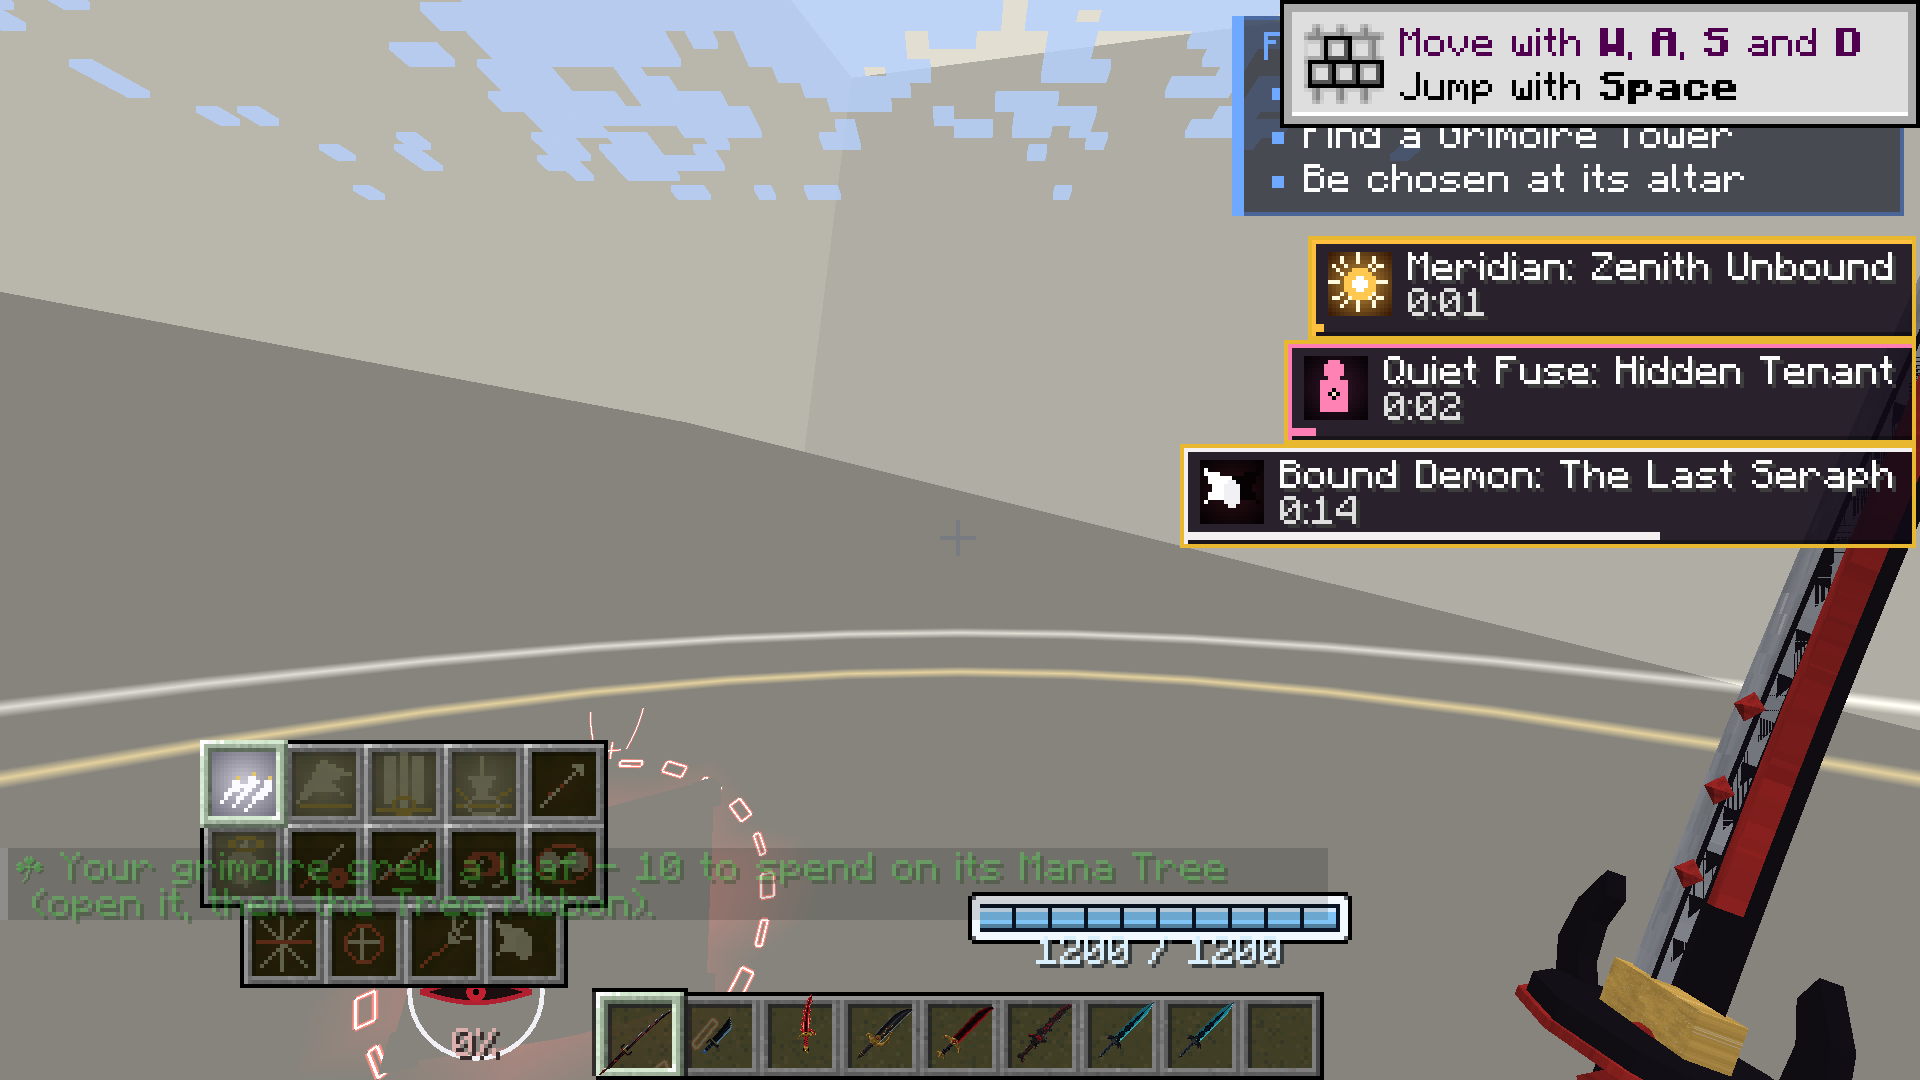 Move with W, A, S and D
Jump with Space
F
Find a Grimoire Tower
Be chosen at its altar
Meridian: Zenith Unbound
0:01
Quiet Fuse: Hidden Tenant
0:02
Bound Demon: The Last Seraph
0:14
Your grimoire grew a leaf - 10 to spend on its Mana Tree
(open it, then the Tree ribbon).
1200 / 1200
0%